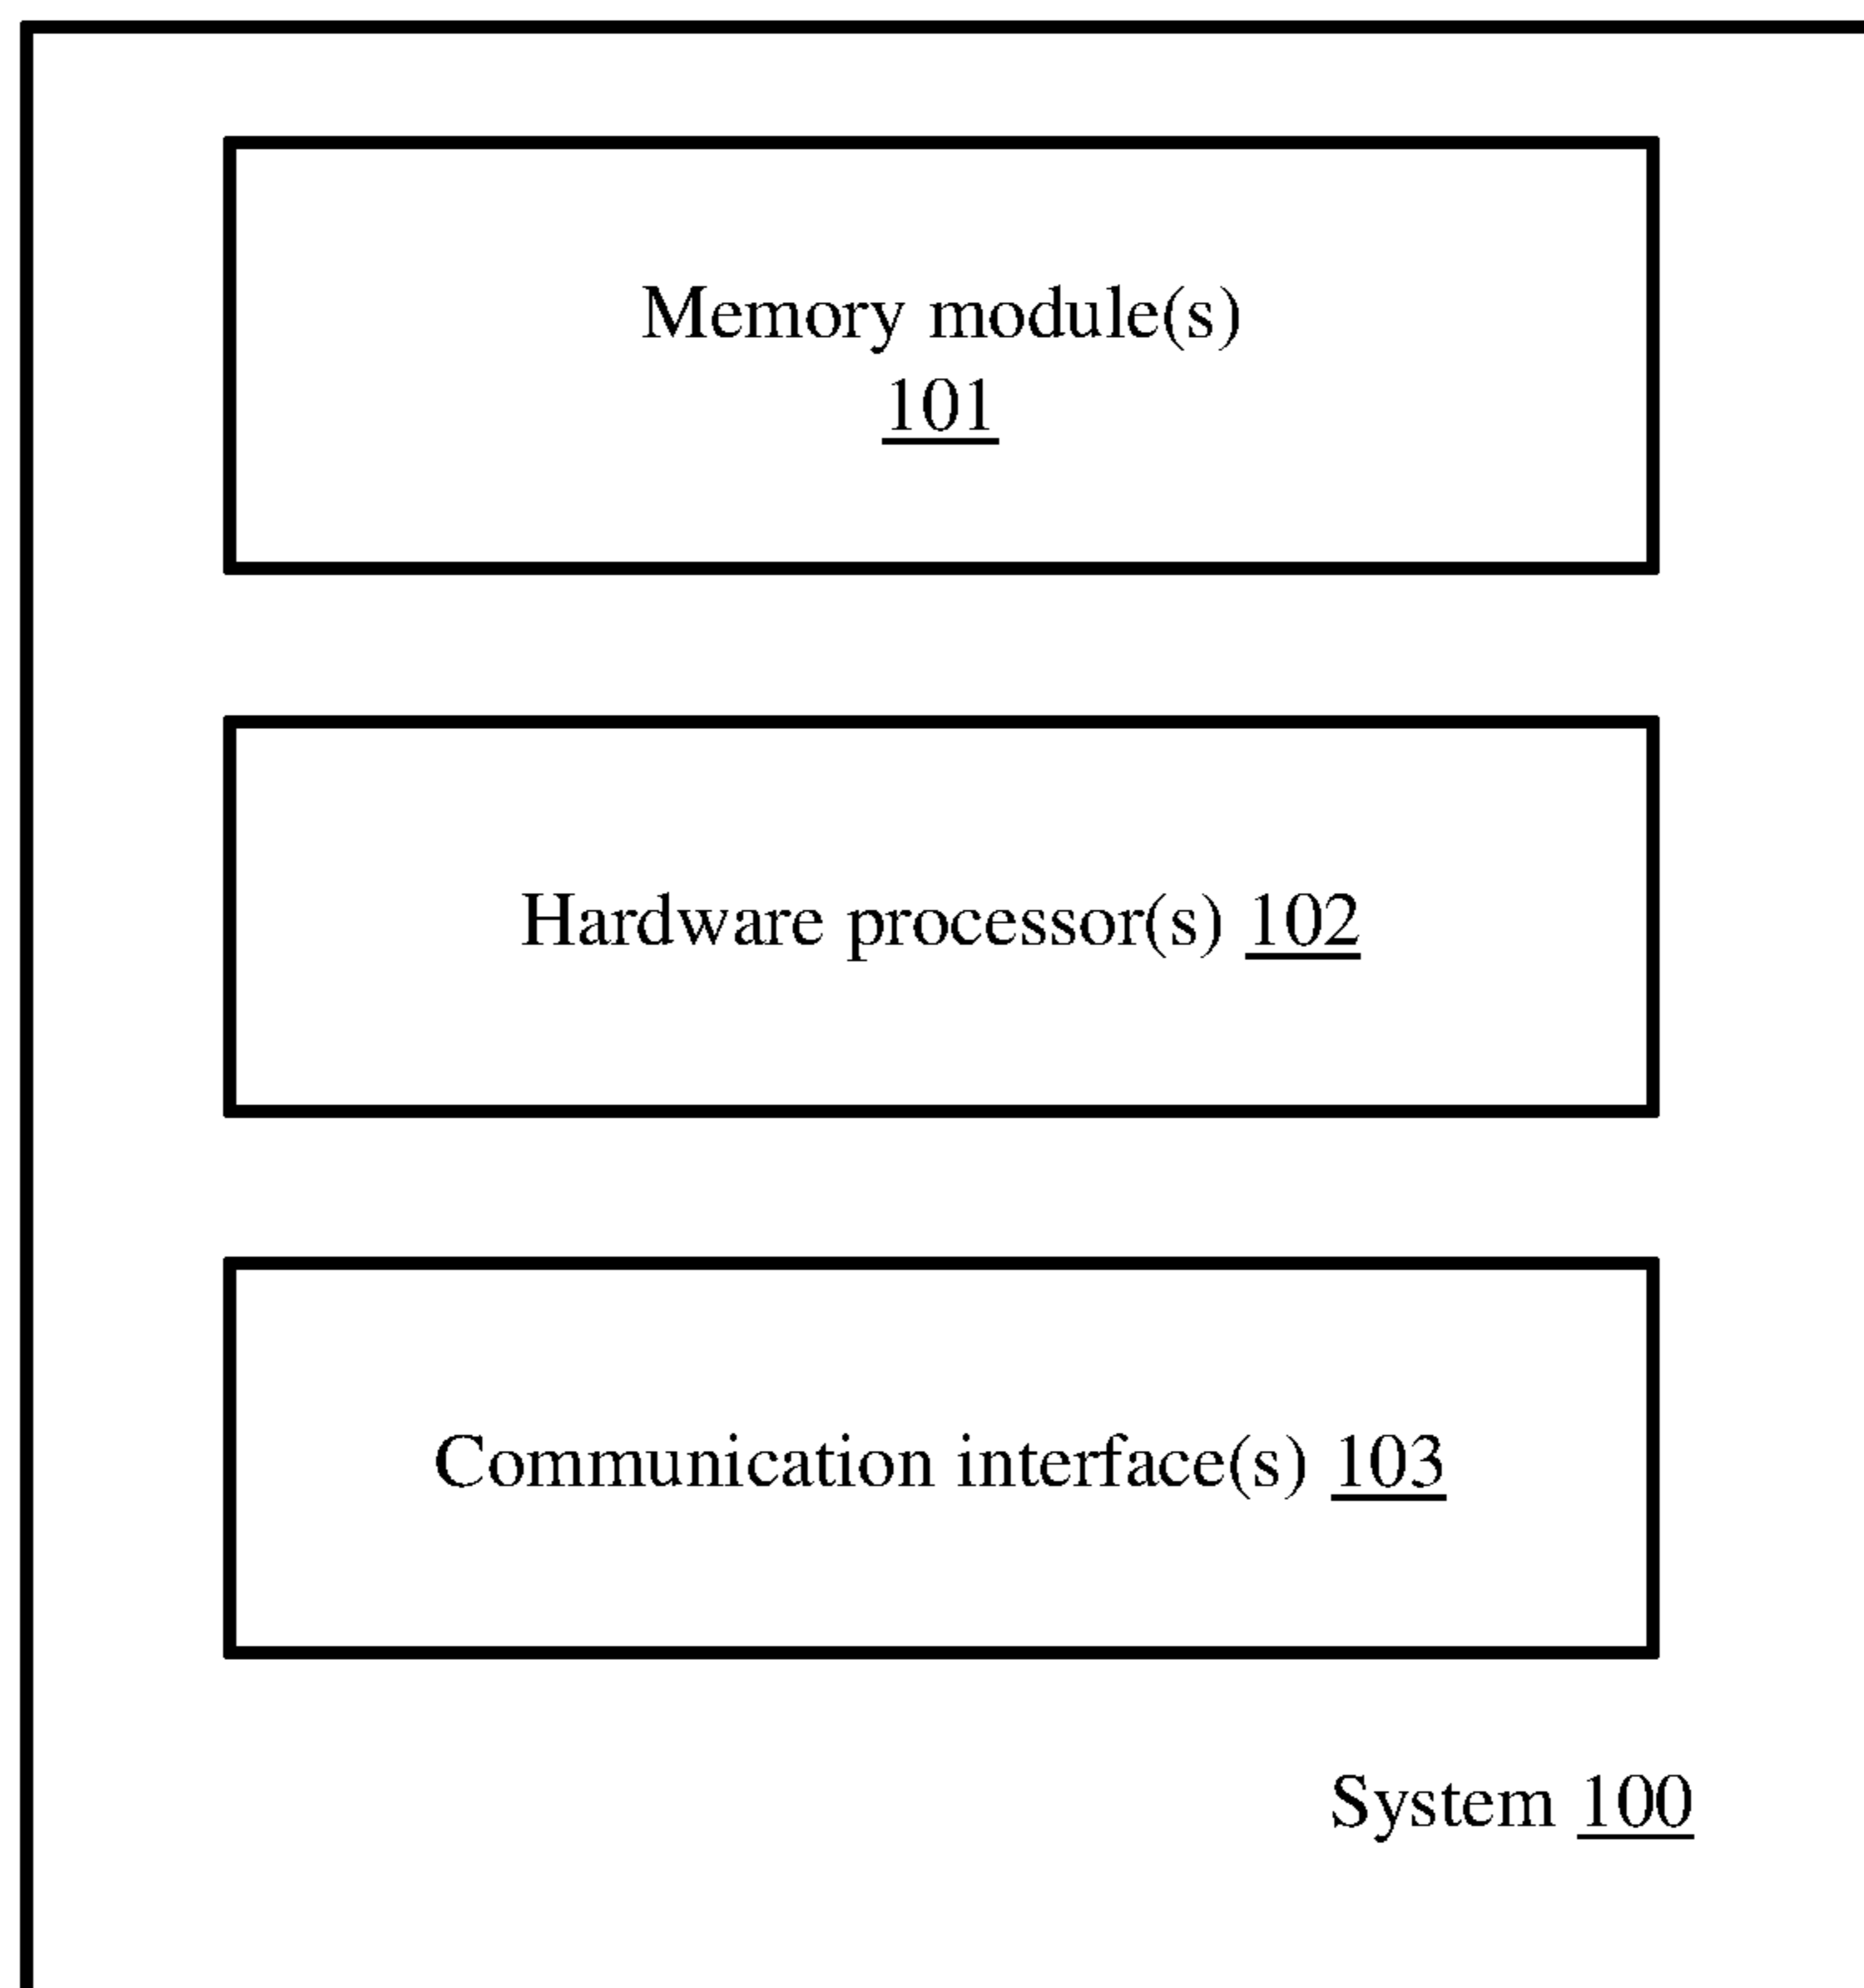 Memory module(s)
101
Hardware processor(s) 102
Communication interface(s) 103
System 100